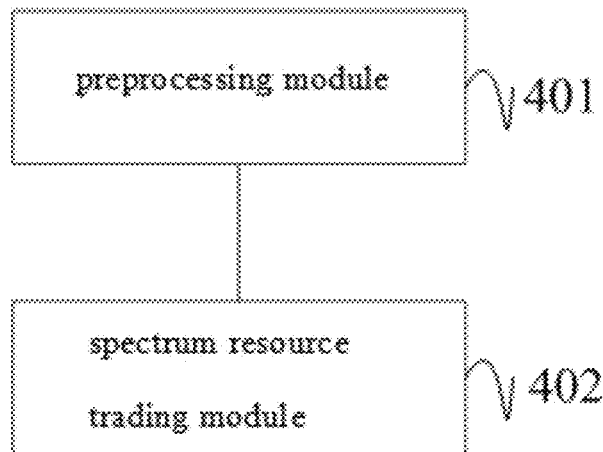 preprocessing module
401
spectrum resource
trading module
402